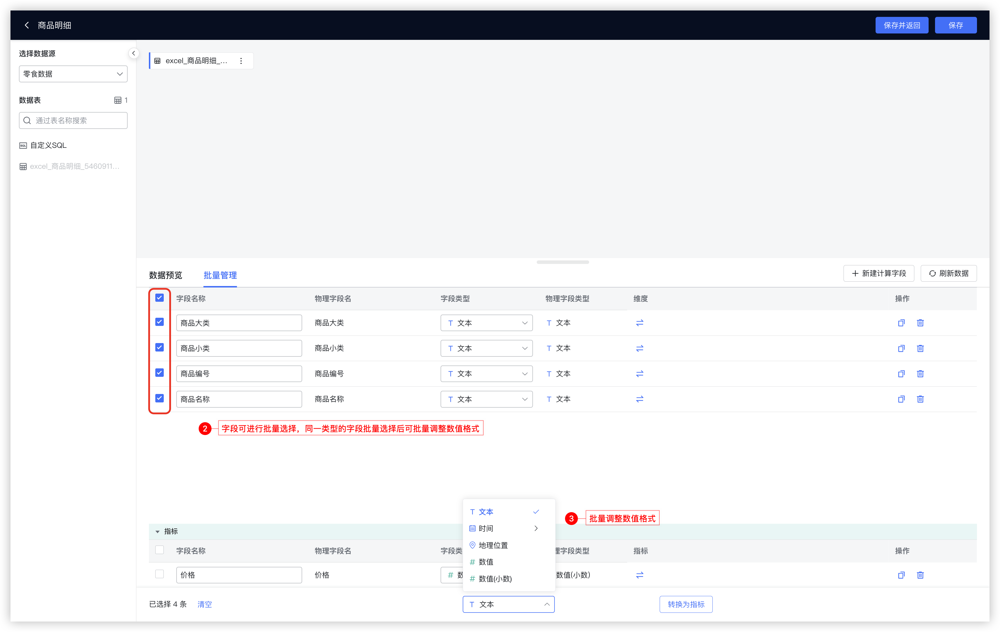 商品明细
保存并返回
保存
选择数据源
零食数据
数据表
1
通过表名称搜索
SQL 自定义SQL
excel_商品明细_5460911...
excel_商品明细_...
数据预览
批量管理
新建计算字段
刷新数据
字段名称 物理字段名 字段类型 物理字段类型 维度 操作
商品大类 商品大类 T 文本 T 文本
商品小类 商品小类 T 文本 T 文本
商品编号 商品编号 T 文本 T 文本
商品名称 商品名称 T 文本 T 文本
2 字段可进行批量选择，同一类型的字段批量选择后可批量调整数值格式
T 文本
时间
地理位置
# 数值
# 数值(小数)
3 批量调整数值格式
指标
字段名称 物理字段名 字段类 理字段类型 指标 操作
价格 价格 # 数 数值(小数)
已选择 4 条 清空
T 文本
转换为指标